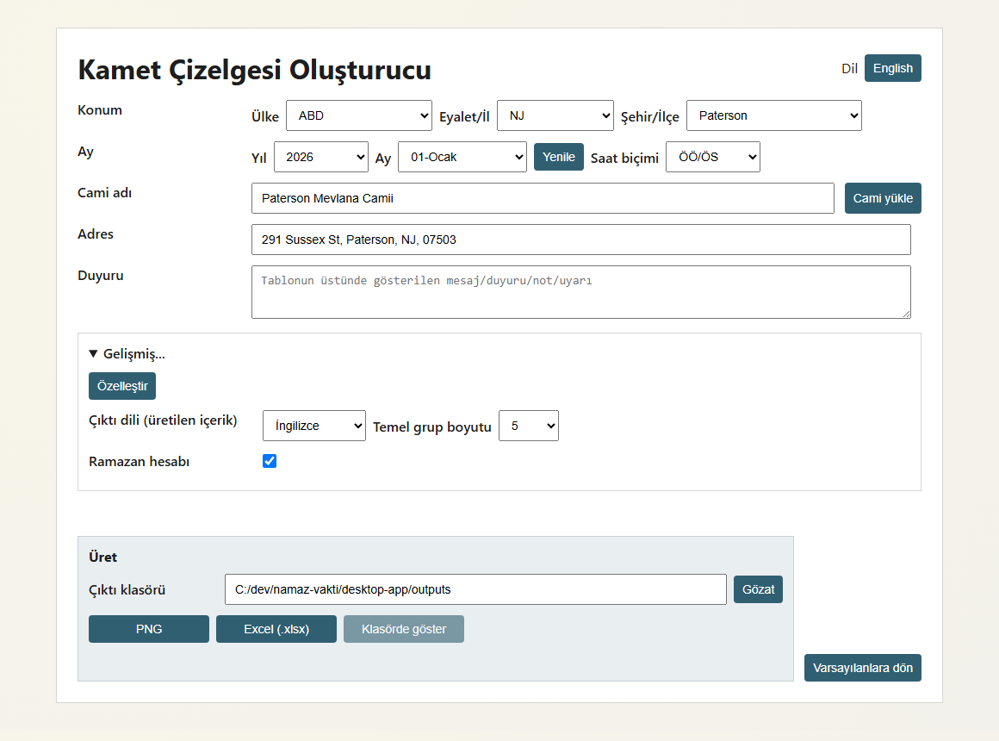 Kamet Çizelgesi Oluşturucu
Dil English
Konum Ülke ABD Eyalet/İl NJ Şehir/İlçe Paterson
Ay Yıl 2026 Ay 01-Ocak Yenile Saat biçimi ÖÖ/ÖS
Cami adı Paterson Mevlana Camii Cami yükle
Adres 291 Sussex St, Paterson, NJ, 07503
Duyuru Tablonun üstünde gösterilen mesaj/duyuru/not/uyarı
▼ Gelişmiş...
Özelleştir
Çıktı dili (üretilen içerik) İngilizce Temel grup boyutu 5
Ramazan hesabı
Üret
Çıktı klasörü C:/dev/namaz-vakti/desktop-app/outputs Gözat
PNG Excel (.xlsx) Klasörde göster
Varsayılanlara dön